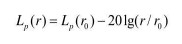 L_p(r) = L_p(r_0) − 20lg(r/r_0)